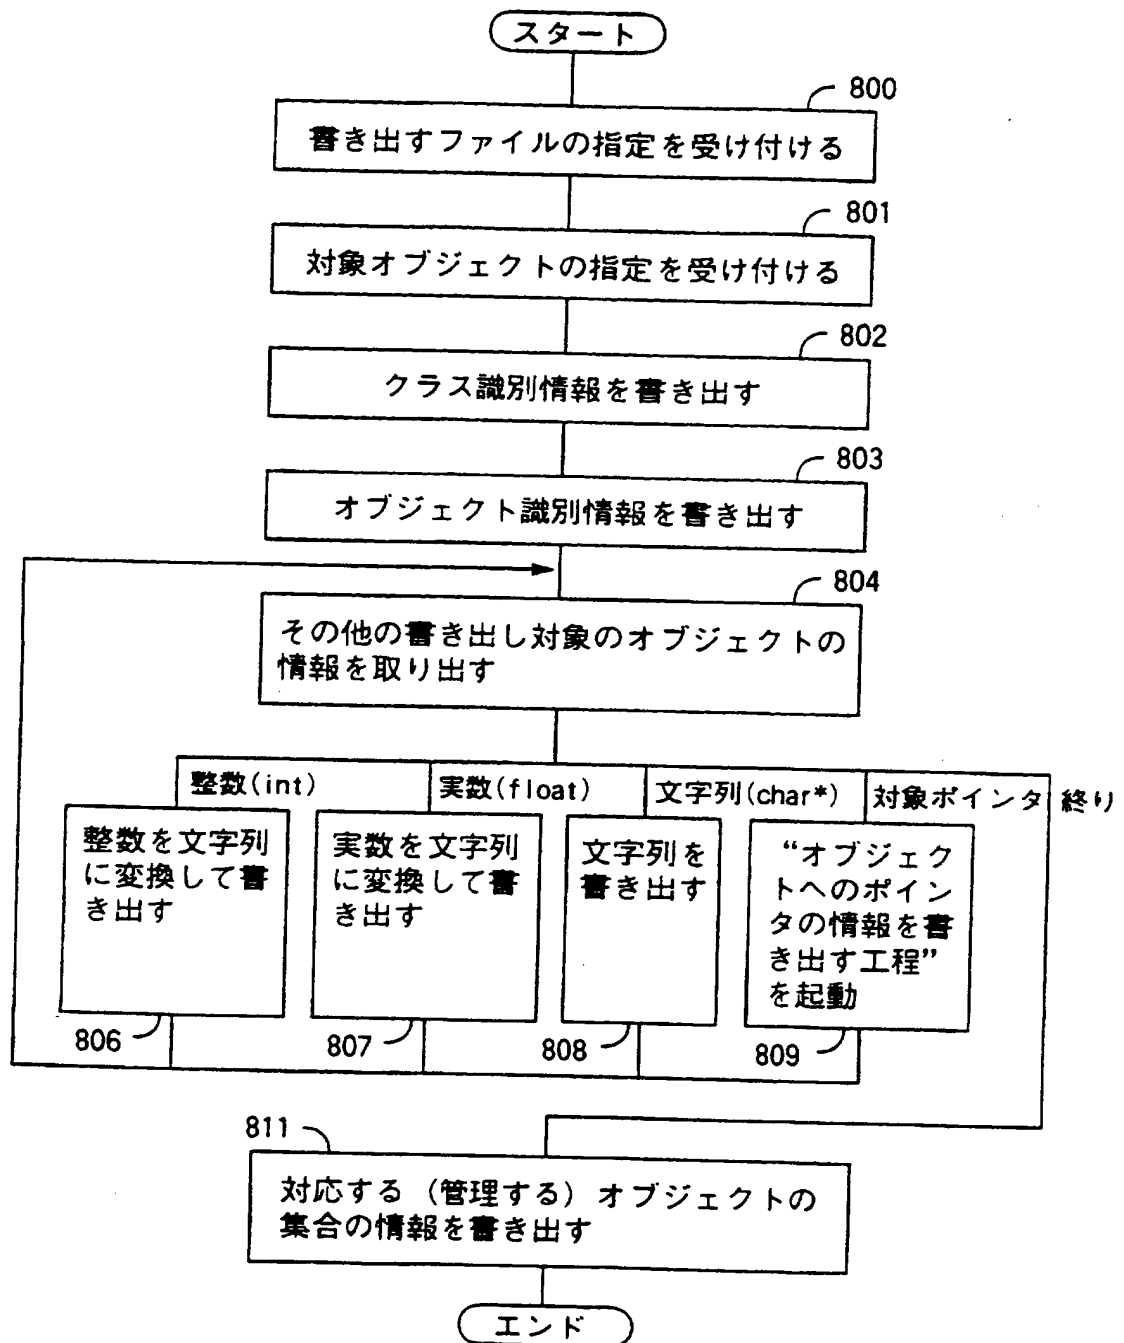 スタート
800
書き出すファイルの指定を受け付ける
801
対象オブジェクトの指定を受け付ける
802
クラス識別情報を書き出す
803
オブジェクト識別情報を書き出す
804
その他の書き出し対象のオブジェクトの
情報を取り出す
整数(int)
実数(float)
文字列(char*)
対象ポインタ
終り
整数を文字列
に変換して書
き出す
806
実数を文字列
に変換して書
き出す
807
文字列を
書き出す
808
“オブジェク
トへのポイン
タの情報を書
き出す工程”
を起動
809
811
対応する（管理する）オブジェクトの
集合の情報を書き出す
エンド